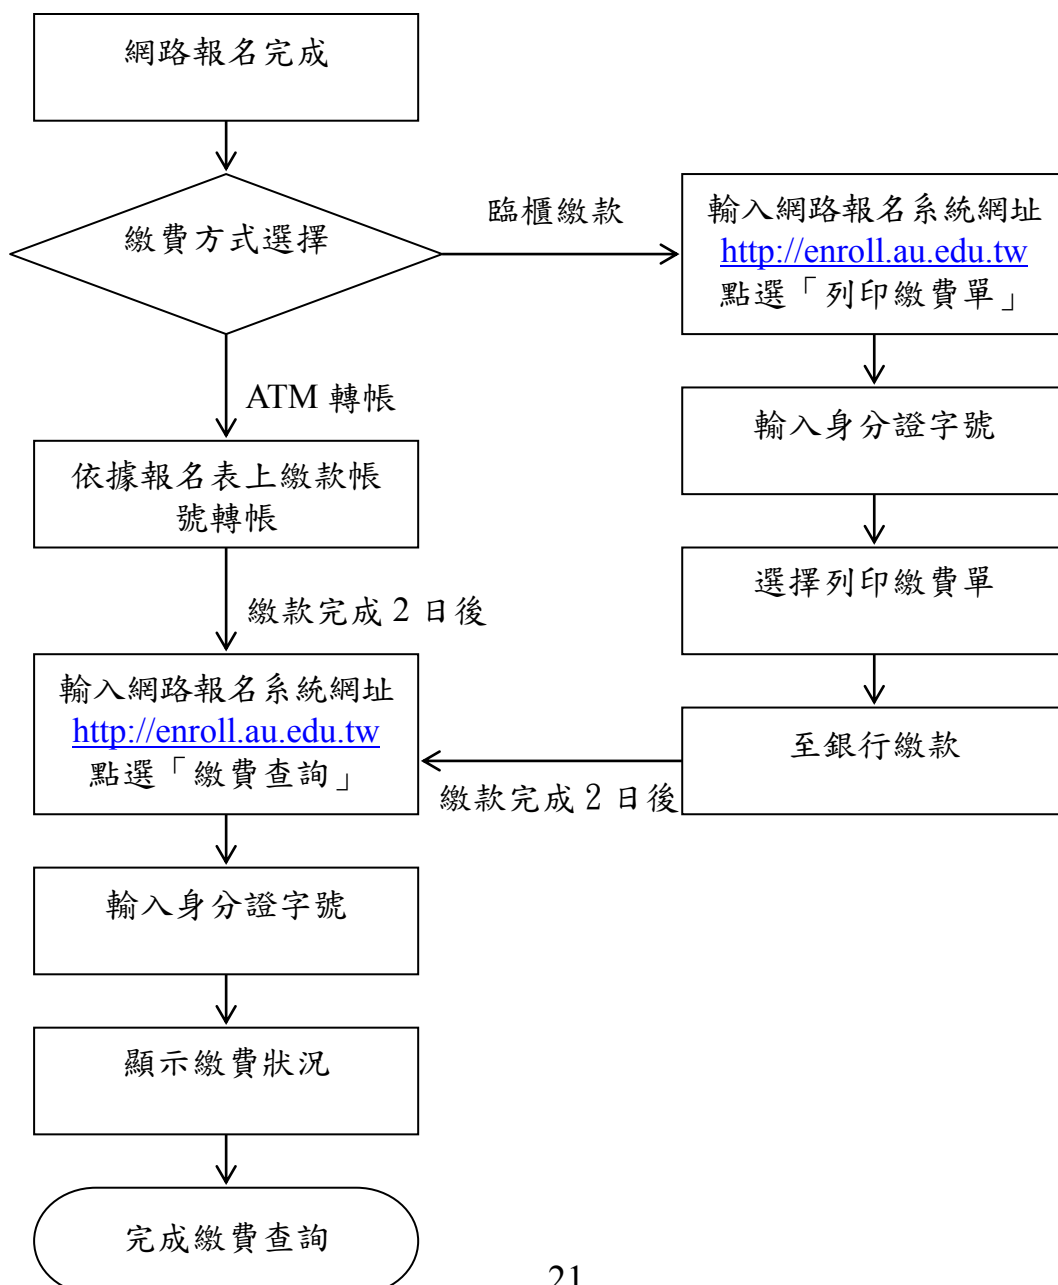 網路報名完成
繳費方式選擇
臨櫃繳款
輸入網路報名系統網址
http://enroll.au.edu.tw
點選「列印繳費單」
輸入身分證字號
選擇列印繳費單
至銀行繳款
繳款完成 2 日後
ATM 轉帳
依據報名表上繳款帳
號轉帳
繳款完成 2 日後
輸入網路報名系統網址
http://enroll.au.edu.tw
點選「繳費查詢」
輸入身分證字號
顯示繳費狀況
完成繳費查詢
21